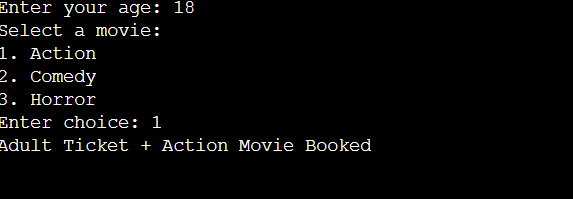 Enter your age: 18
Select a movie:
1. Action
2. Comedy
3. Horror
Enter choice: 1
Adult Ticket + Action Movie Booked